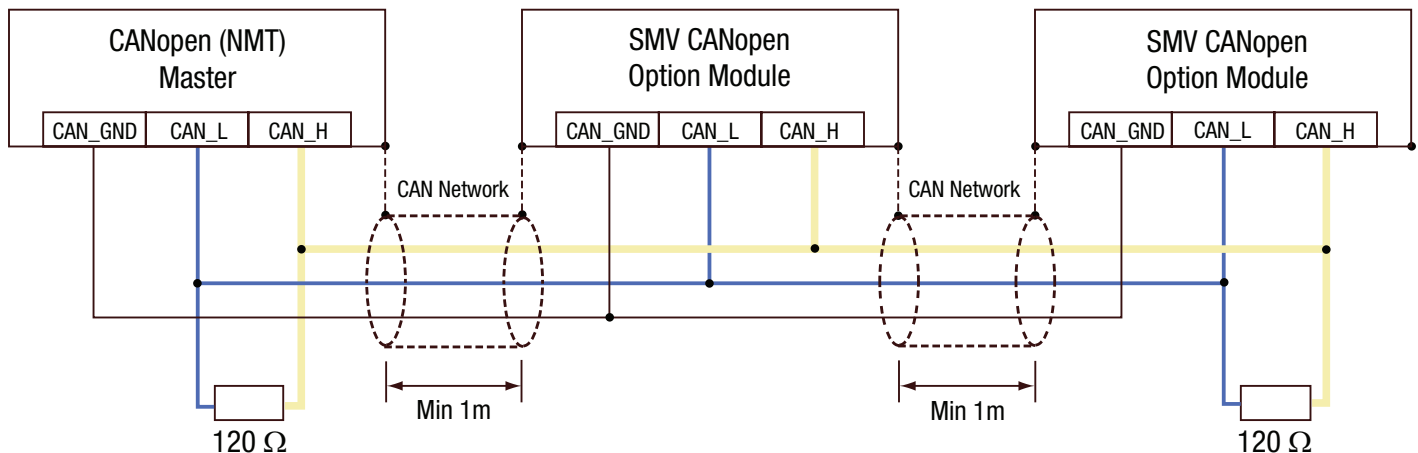 CANopen (NMT)
Master
CAN_GND CAN_L CAN_H
SMV CANopen
Option Module
CAN_GND CAN_L CAN_H
SMV CANopen
Option Module
CAN_GND CAN_L CAN_H
CAN Network
CAN Network
Min 1m
Min 1m
120 Ω
120 Ω